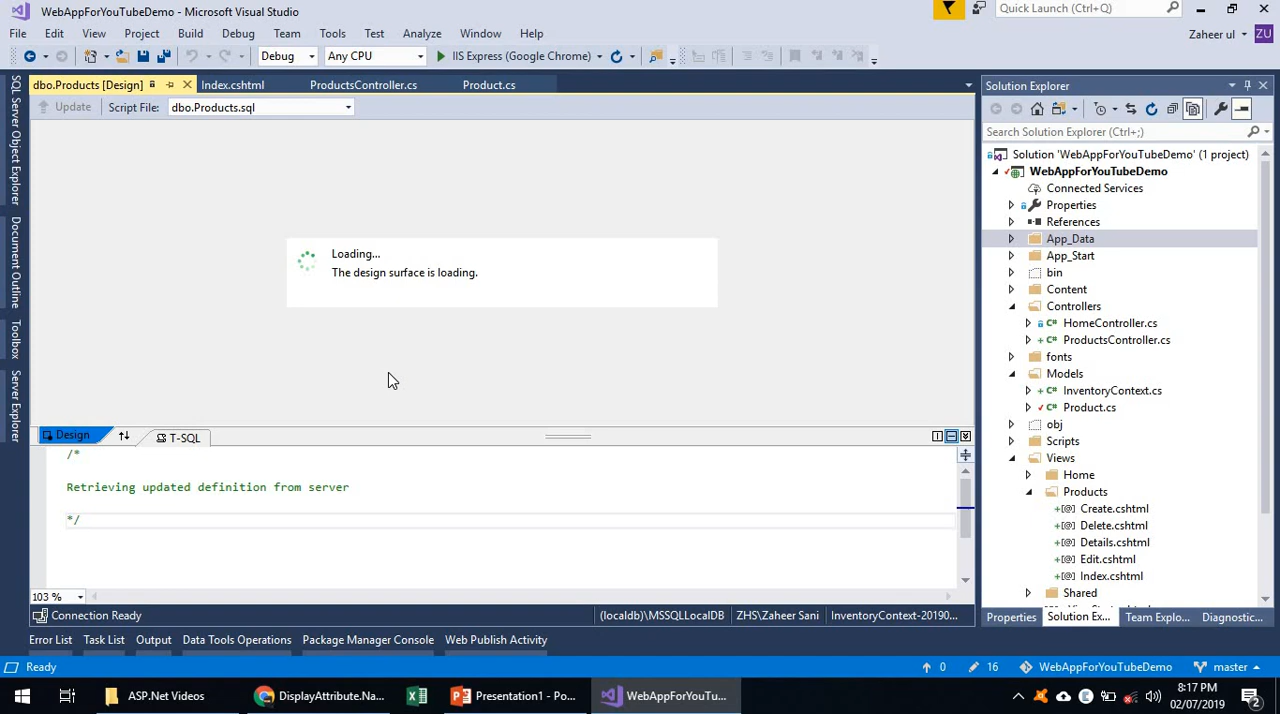 WebAppForYouTubeDemo - Microsoft Visual Studio
Quick Launch (Ctrl+Q)
File Edit View Project Build Debug Team Tools Test Analyze Window Help
Zaheer ul ZU
Debug Any CPU IIS Express (Google Chrome)
dbo.Products [Design] Index.cshtml ProductsController.cs Product.cs
Update Script File: dbo.Products.sql
SQL Server Object Explorer
Document Outline
Toolbox
Server Explorer
Loading...
The design surface is loading.
Design T-SQL
/*
Retrieving updated definition from server
*/
103 %
Connection Ready (localdb)\MSSQLLocalDB ZHS\Zaheer Sani InventoryContext-20190...
Solution Explorer
Search Solution Explorer (Ctrl+;)
Solution 'WebAppForYouTubeDemo' (1 project)
WebAppForYouTubeDemo
Connected Services
Properties
References
App_Data
App_Start
bin
Content
Controllers
HomeController.cs
ProductsController.cs
fonts
Models
InventoryContext.cs
Product.cs
obj
Scripts
Views
Home
Products
Create.cshtml
Delete.cshtml
Details.cshtml
Edit.cshtml
Index.cshtml
Shared
Properties Solution Ex... Team Explo... Diagnostic...
Error List Task List Output Data Tools Operations Package Manager Console Web Publish Activity
Ready 0 16 WebAppForYouTubeDemo master
ASP.Net Videos DisplayAttribute.Na... Presentation1 - Po... WebAppForYouTu...
8:17 PM
02/07/2019
2